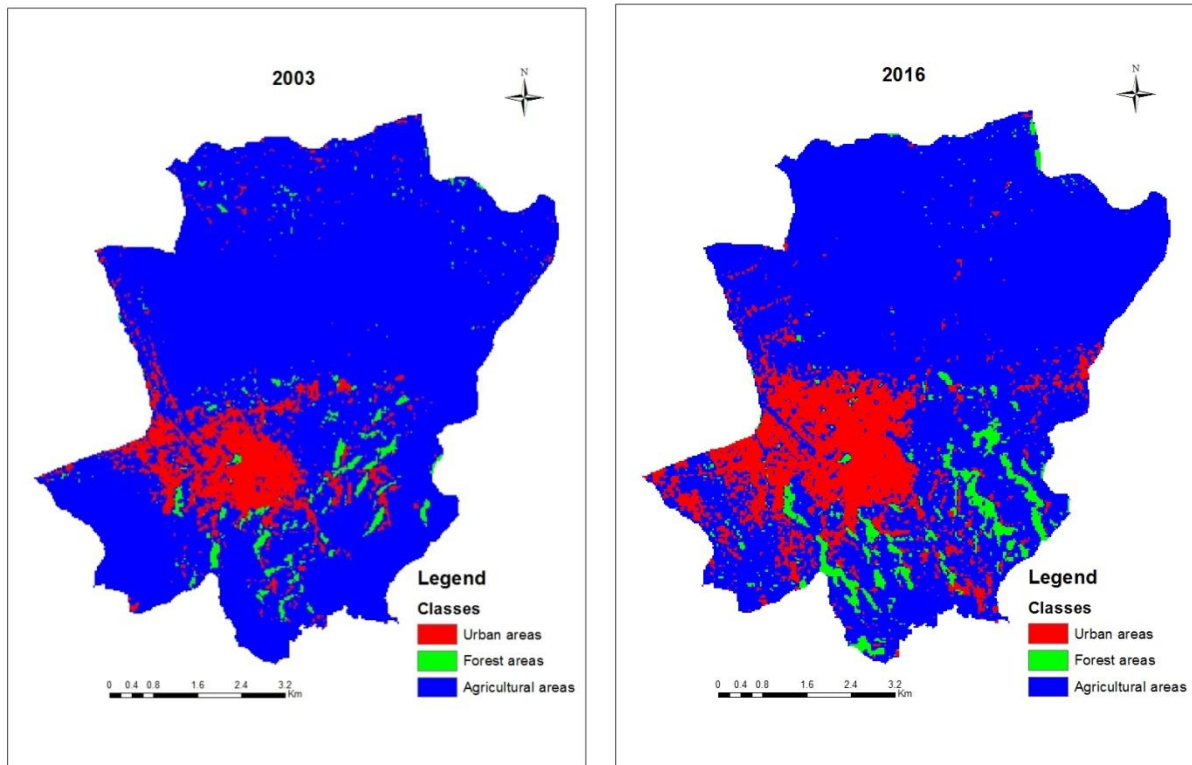 2003
N
Legend
Classes
Urban areas
Forest areas
Agricultural areas
0 0.4 0.8 1.6 2.4 3.2
Km
2016
N
Legend
Classes
Urban areas
Forest areas
Agricultural areas
0 0.4 0.8 1.6 2.4 3.2
Km